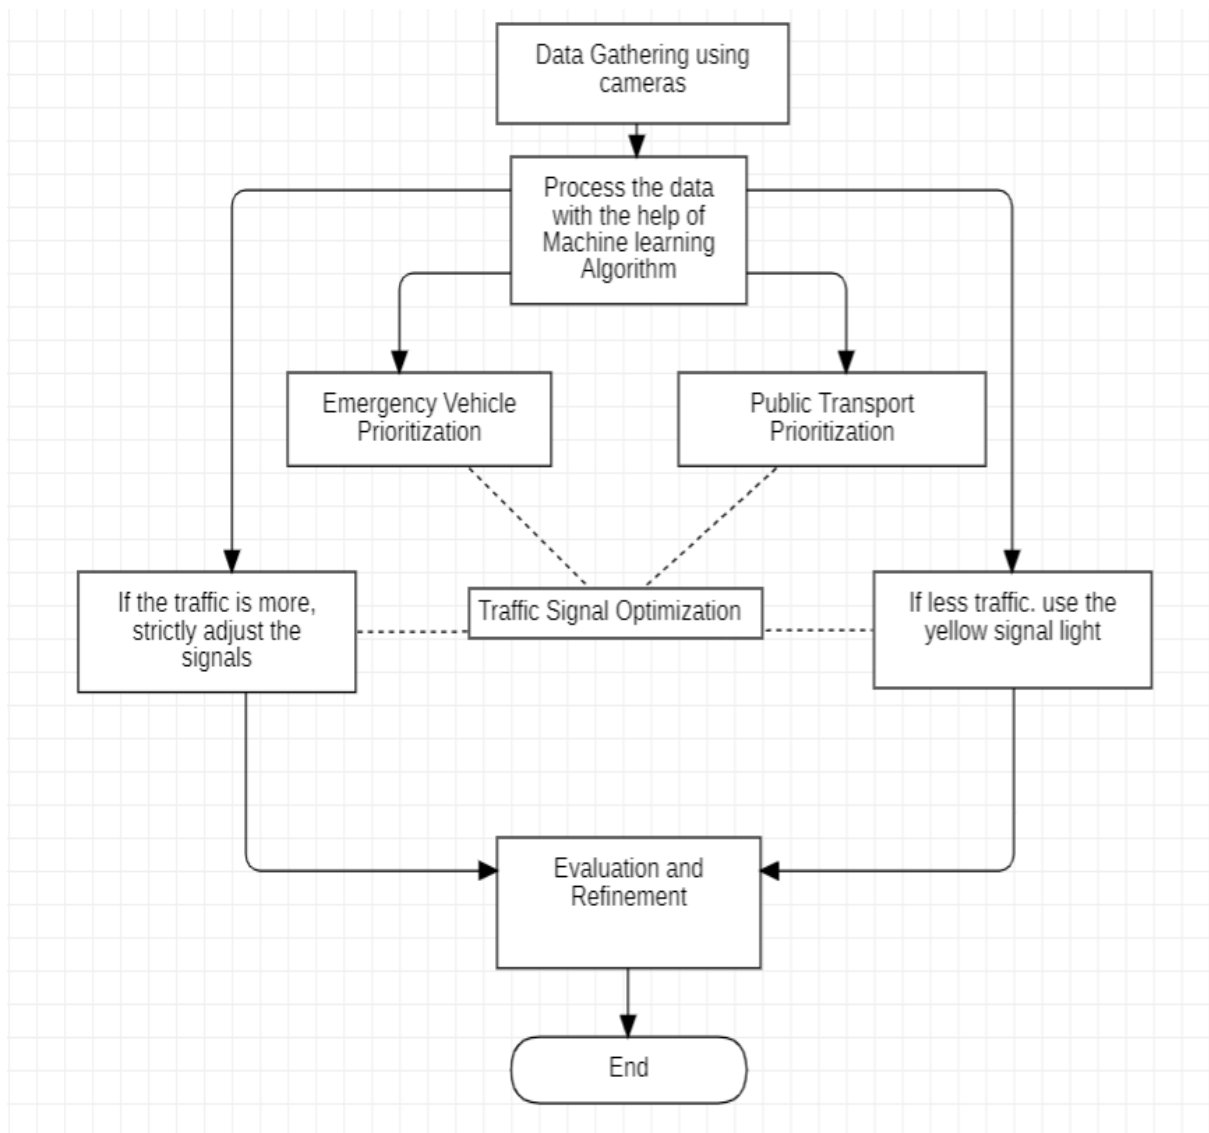 Data Gathering using
cameras
Process the data
with the help of
Machine learning
Algorithm
Emergency Vehicle
Prioritization
Public Transport
Prioritization
If the traffic is more,
strictly adjust the
signals
Traffic Signal Optimization
If less traffic. use the
yellow signal light
Evaluation and
Refinement
End